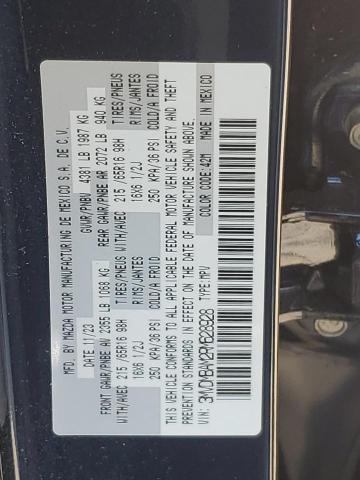 MFD. BY MAZDA MOTOR MANUFACTURING DE MEXICO S.A. DE C.V.
11/23 GVWR/PNBV 4381 LB 1987 KG
FRONT GAWR/PNBE AV 2355 LB 1068 KG REAR GAWR/PNBE AR 2072 LB 940 KG
WITH/AVEC 215/65R16 98H TIRES/PNEUS WITH/AVEC 215/65R16 98H TIRES/PNEUS
16X6 1/2J RIMS/JANTES 16X6 1/2J RIMS/JANTES
250 KPA/36 PSI COLD/A FROID 250 KPA/36 PSI COLD/A FROID
THIS VEHICLE CONFORMS TO ALL APPLICABLE FEDERAL MOTOR VEHICLE SAFETY AND THEFT
PREVENTION STANDARDS IN EFFECT ON THE DATE OF MANUFACTURE SHOWN ABOVE.
VIN: 3MVDMBAM2RM628928 TYPE:MPV COLOR/:42M MADE IN MEXICO